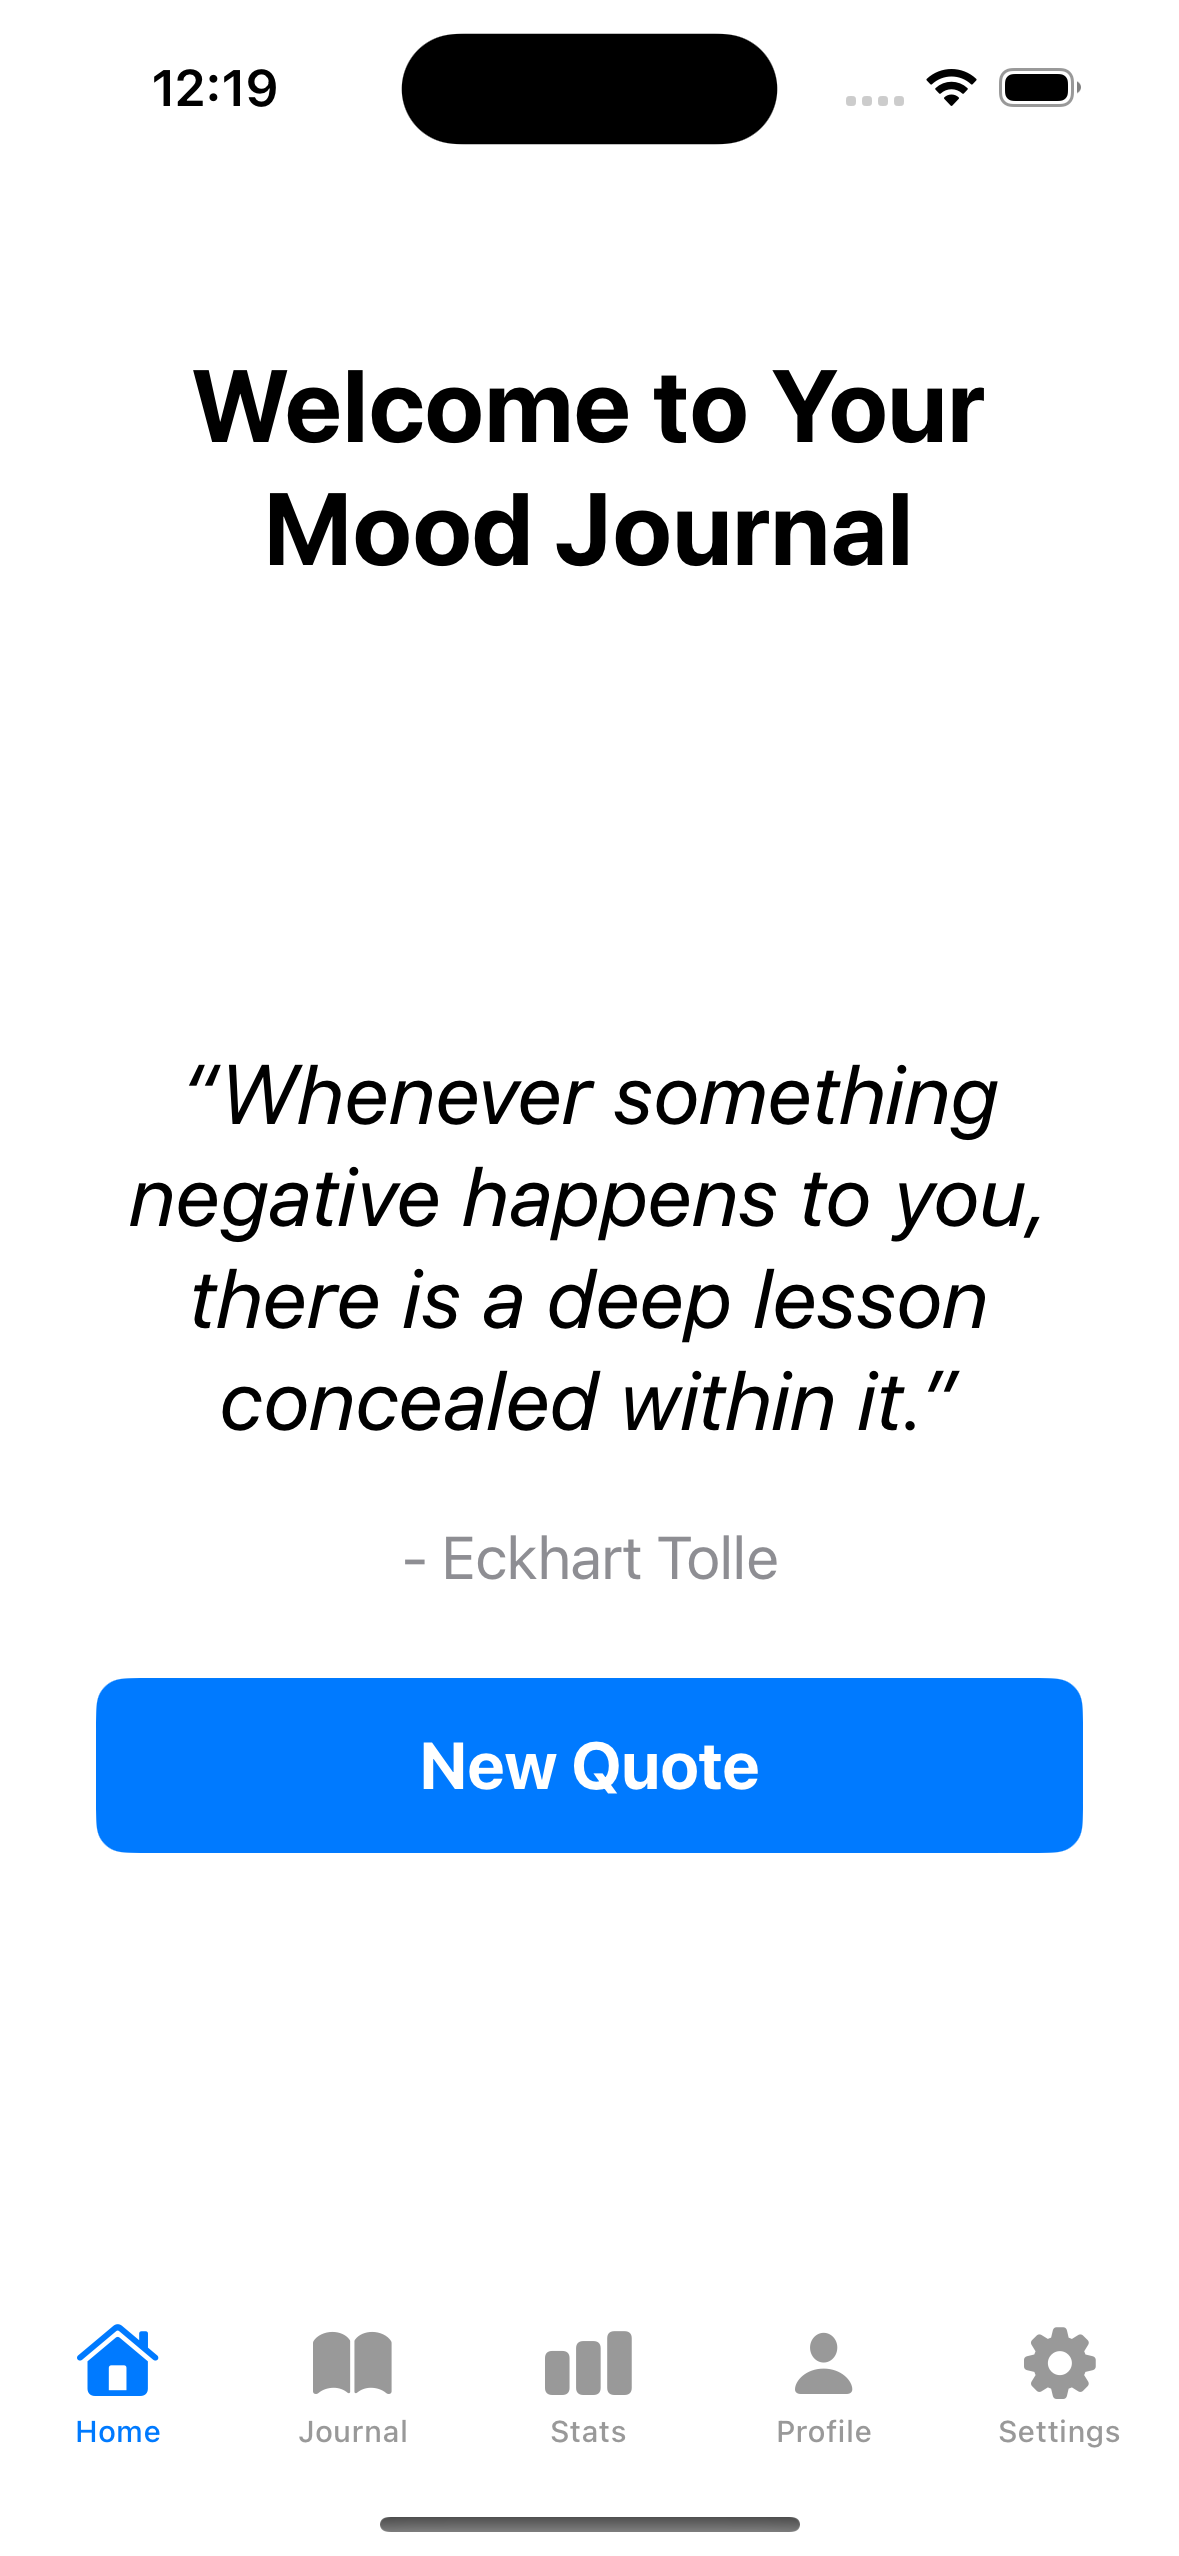 12:19
Welcome to Your
Mood Journal
“Whenever something
negative happens to you,
there is a deep lesson
concealed within it.”
- Eckhart Tolle
New Quote
Home
Journal
Stats
Profile
Settings